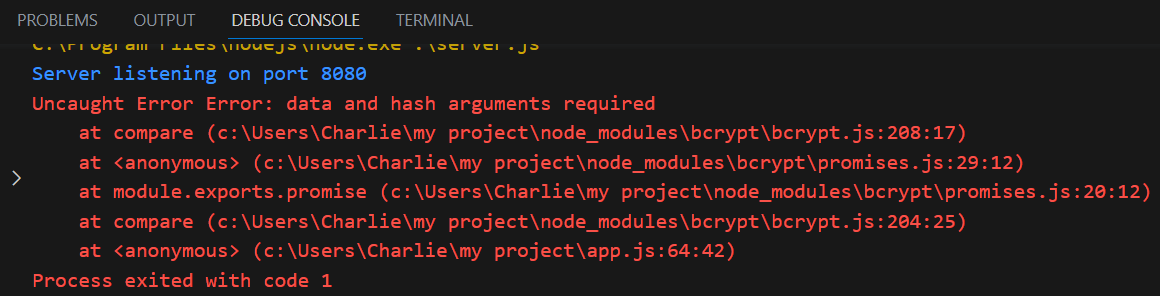 PROBLEMS OUTPUT DEBUG CONSOLE TERMINAL
C:\Program Files\nodejs\node.exe .\server.js
Server listening on port 8080
Uncaught Error Error: data and hash arguments required
    at compare (c:\Users\Charlie\my project\node_modules\bcrypt\bcrypt.js:208:17)
    at <anonymous> (c:\Users\Charlie\my project\node_modules\bcrypt\promises.js:29:12)
    at module.exports.promise (c:\Users\Charlie\my project\node_modules\bcrypt\promises.js:20:12)
    at compare (c:\Users\Charlie\my project\node_modules\bcrypt\bcrypt.js:204:25)
    at <anonymous> (c:\Users\Charlie\my project\app.js:64:42)
Process exited with code 1